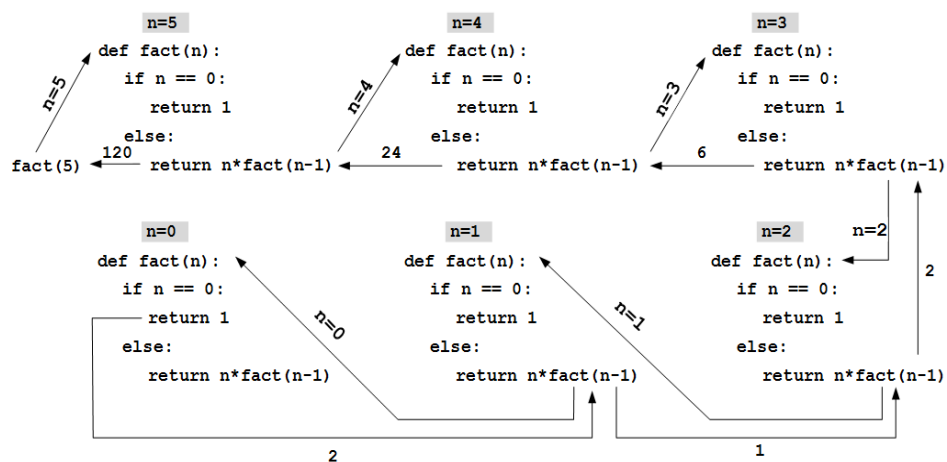 n=5
def fact(n):
if n == 0:
return 1
else:
return n*fact(n-1)
n=4
def fact(n):
if n == 0:
return 1
else:
return n*fact(n-1)
n=3
def fact(n):
if n == 0:
return 1
else:
return n*fact(n-1)
fact(5)
n=5
120
n=4
24
n=3
6
n=2
2
n=0
def fact(n):
if n == 0:
return 1
else:
return n*fact(n-1)
n=1
def fact(n):
if n == 0:
return 1
else:
return n*fact(n-1)
n=2
def fact(n):
if n == 0:
return 1
else:
return n*fact(n-1)
n=0
n=1
2
1